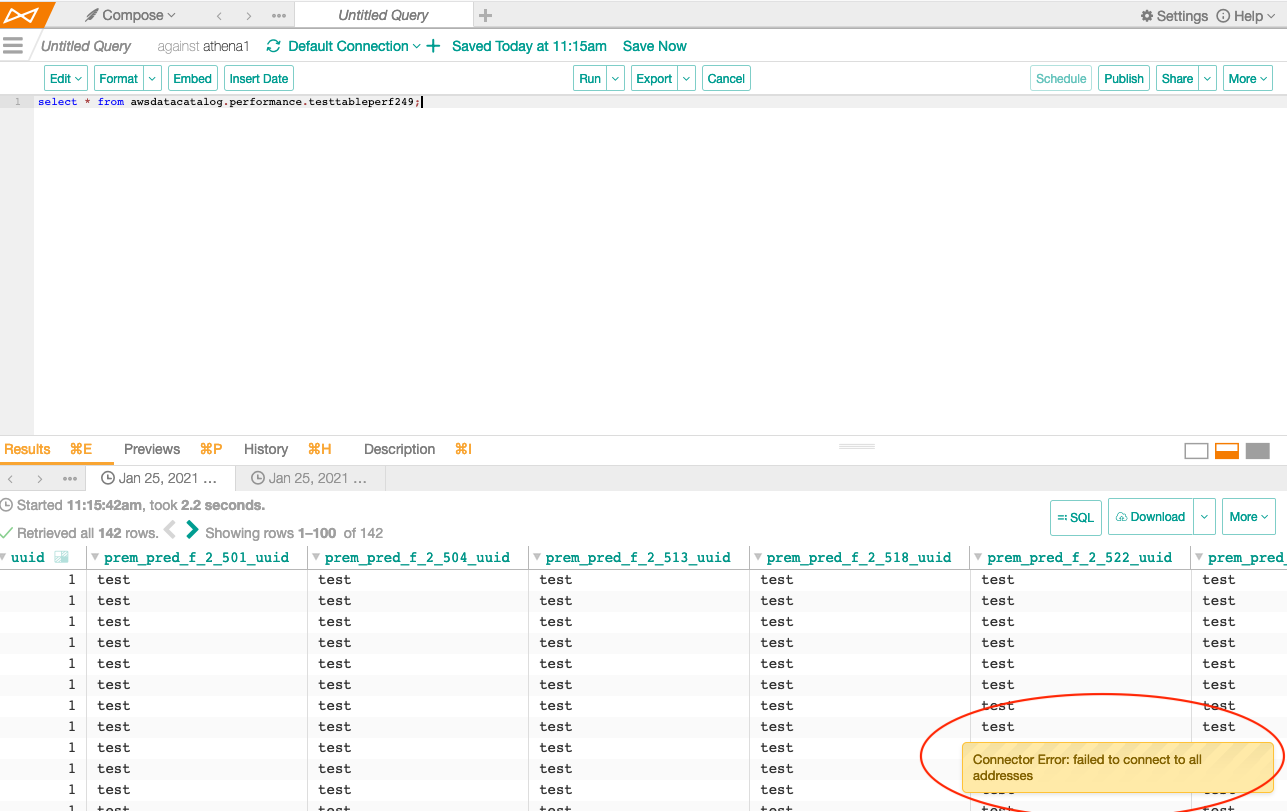 Compose Untitled Query Settings Help
Untitled Query against athena1 Default Connection Saved Today at 11:15am Save Now
Edit Format Embed Insert Date Run Export Cancel Schedule Publish Share More
1 select * from awsdatacatalog.performance.testtableperf249;
Results ⌘E Previews ⌘P History ⌘H Description ⌘I
Jan 25, 2021 ... Jan 25, 2021 ...
Started 11:15:42am, took 2.2 seconds.
SQL Download More
Retrieved all 142 rows. Showing rows 1–100 of 142
uuid prem_pred_f_2_501_uuid prem_pred_f_2_504_uuid prem_pred_f_2_513_uuid prem_pred_f_2_518_uuid prem_pred_f_2_522_uuid prem_pred_
1 test test test test test test
1 test test test test test test
1 test test test test test test
1 test test test test test test
1 test test test test test test
1 test test test test test test
1 test test test test test test
1 test test test test test test
1 test test test test
1 test test test test
1 test test test test
Connector Error: failed to connect to all
addresses
1 test test test test test test